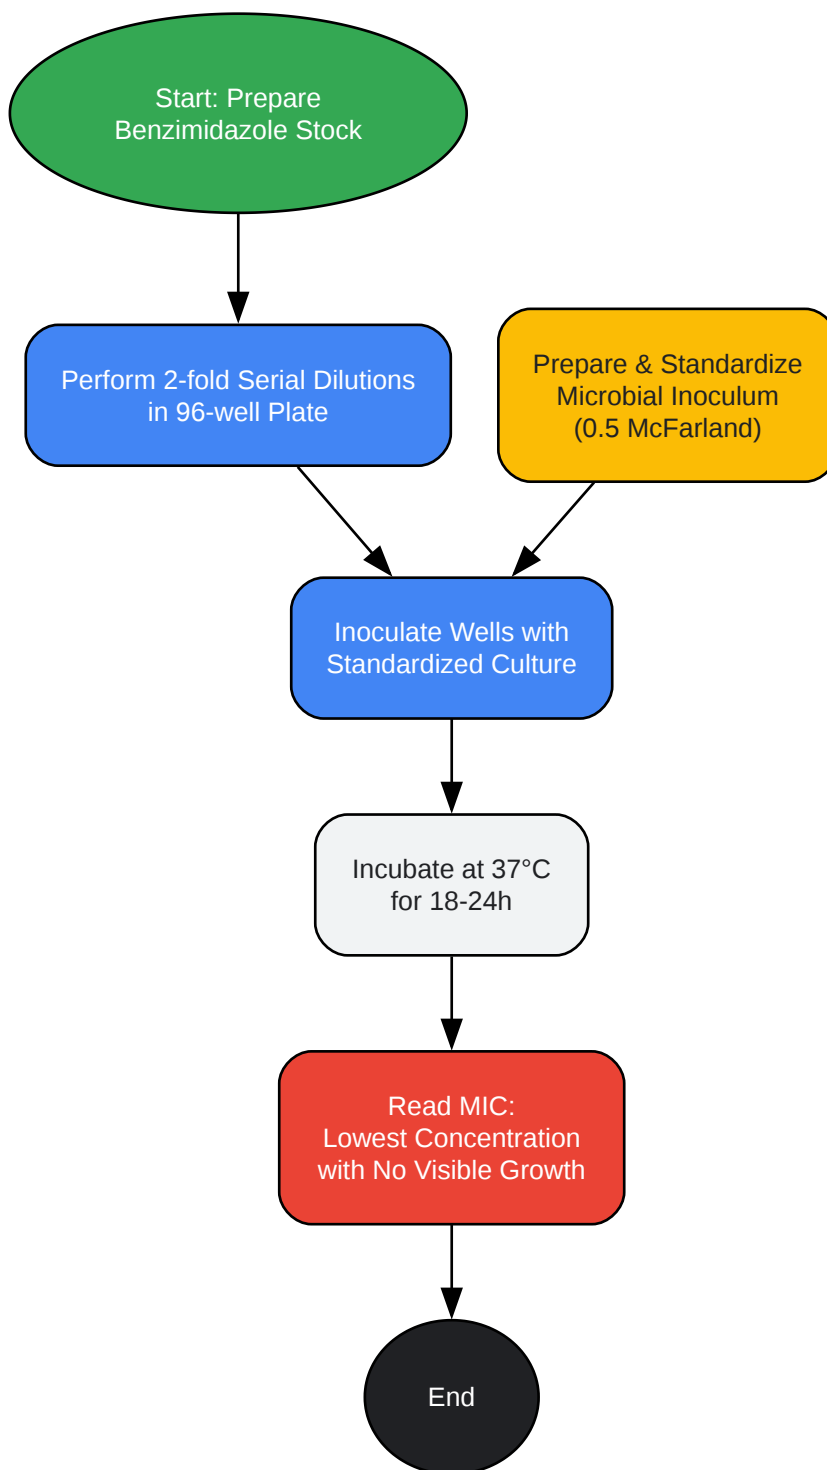 Start: Prepare
Benzimidazole Stock
Perform 2-fold Serial Dilutions
in 96-well Plate
Prepare & Standardize
Microbial Inoculum
(0.5 McFarland)
Inoculate Wells with
Standardized Culture
Incubate at 37°C
for 18-24h
Read MIC:
Lowest Concentration
with No Visible Growth
End